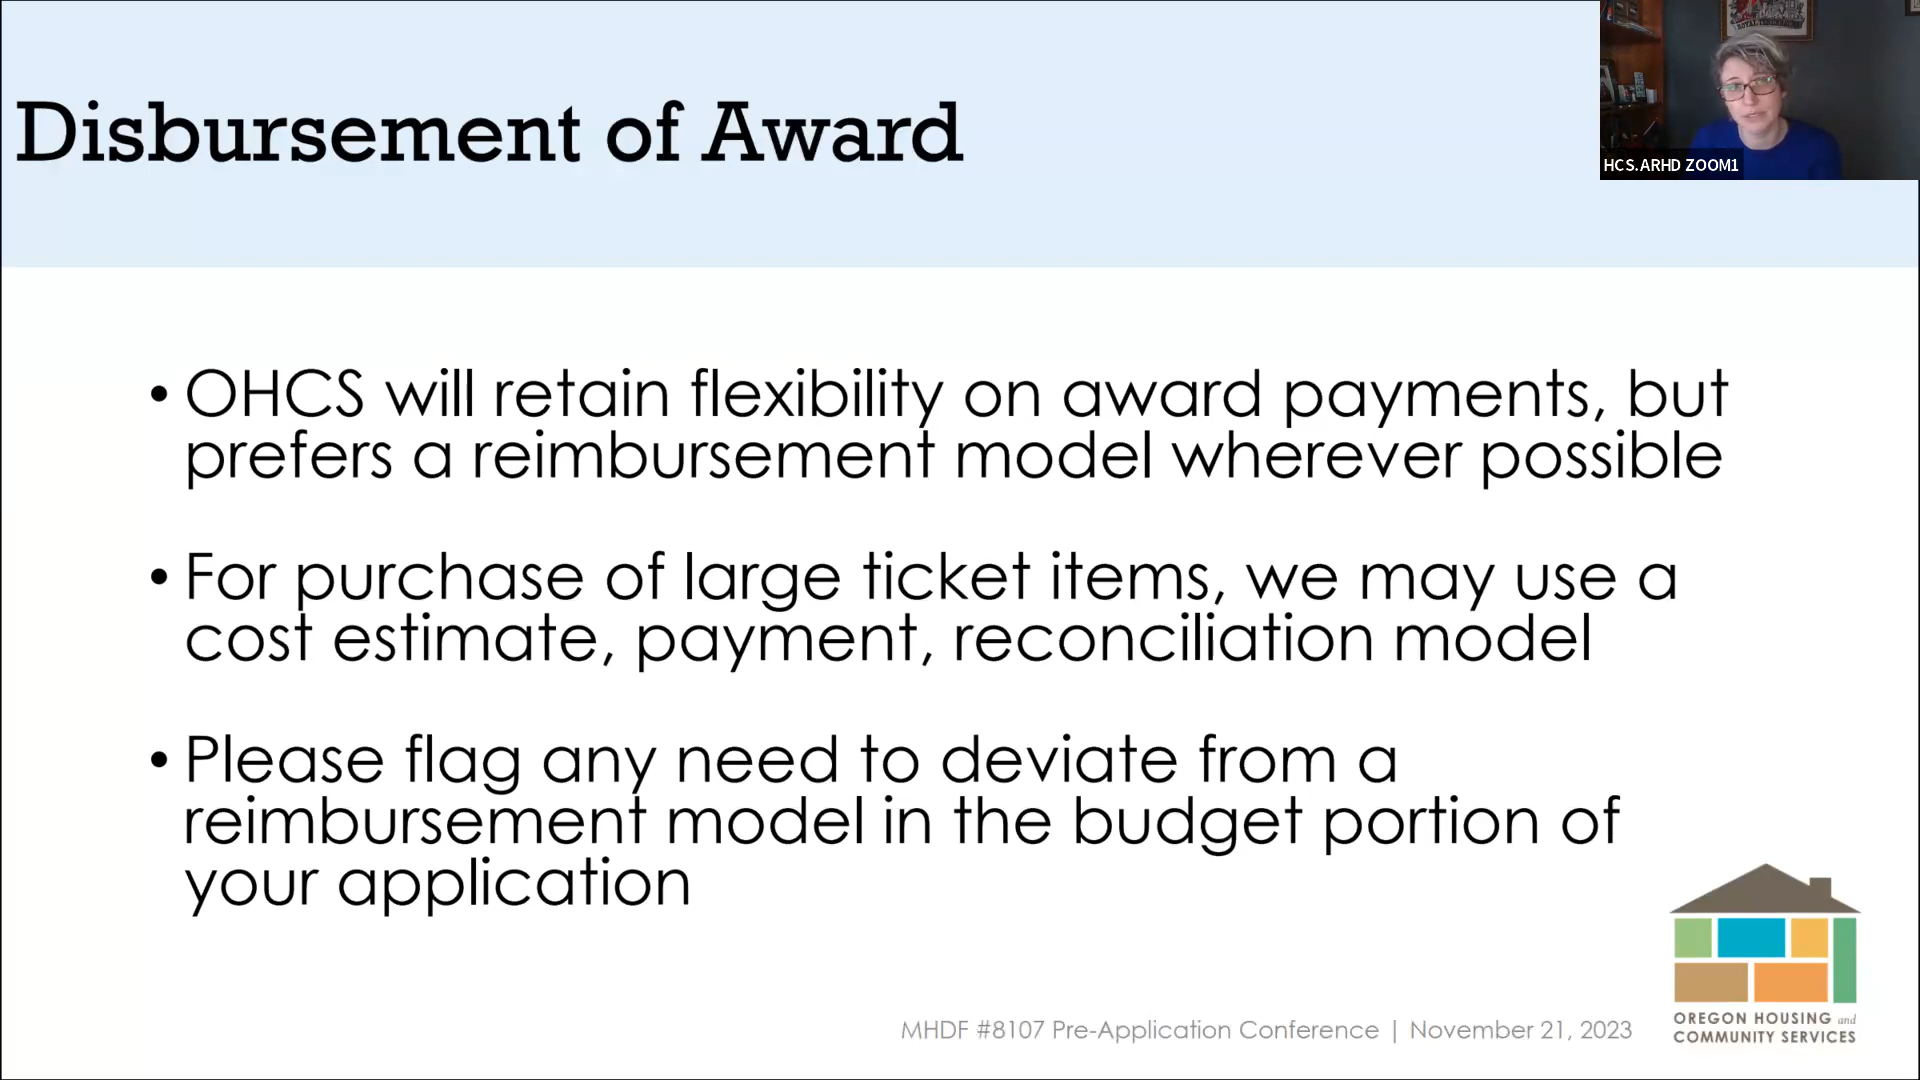 Disbursement of Award
HCS.ARHD ZOOM1
• OHCS will retain flexibility on award payments, but
prefers a reimbursement model wherever possible
• For purchase of large ticket items, we may use a
cost estimate, payment, reconciliation model
• Please flag any need to deviate from a
reimbursement model in the budget portion of
your application
MHDF #8107 Pre-Application Conference | November 21, 2023
OREGON HOUSING and
COMMUNITY SERVICES